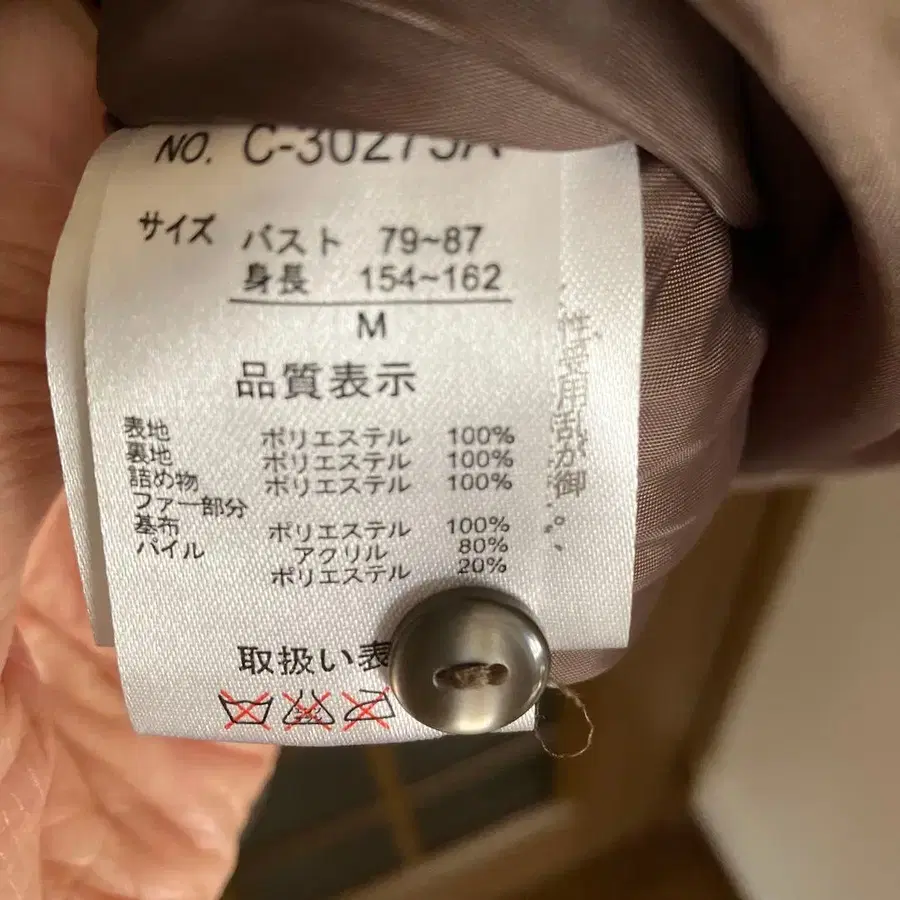 NO. C-30275A
サイズ バスト 79~87
身長 154~162
M
品質表示
表地 ポリエステル 100%
裏地 ポリエステル 100%
詰め物 ポリエステル 100%
ファー部分
基布 ポリエステル 100%
パイル アクリル 80%
ポリエステル 20%
取扱い表